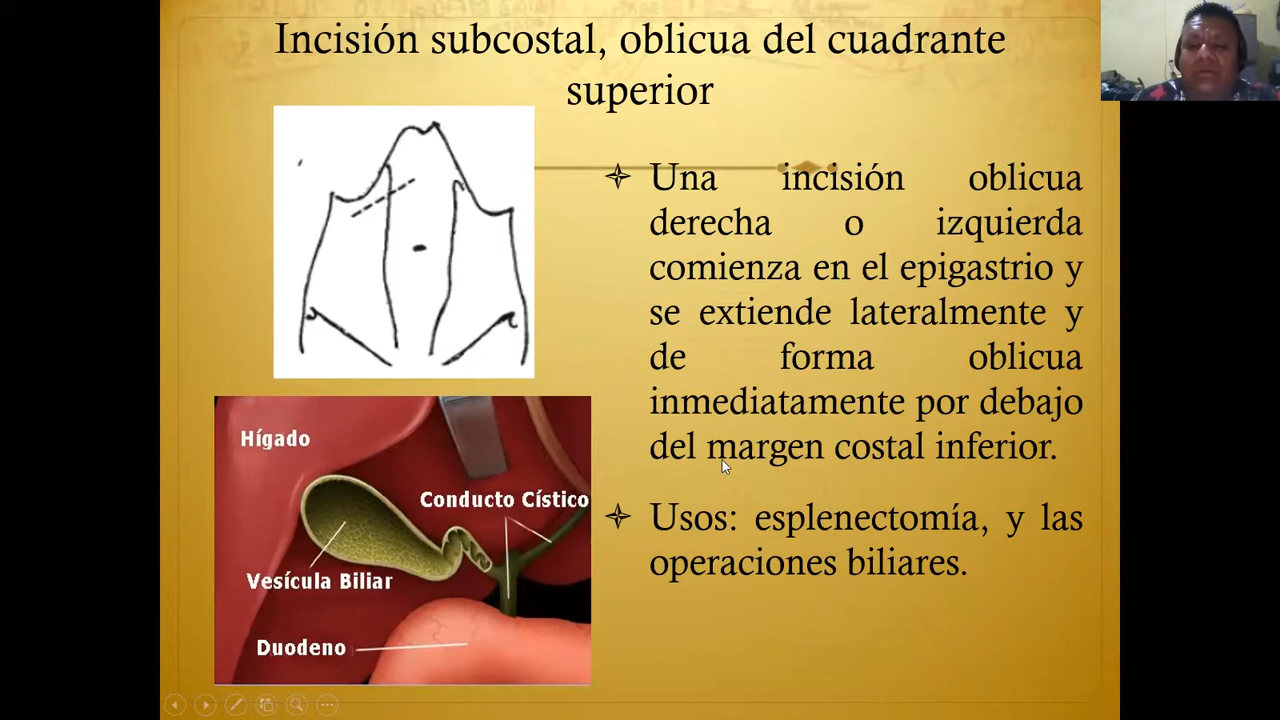 Incisión subcostal, oblicua del cuadrante
superior
Una incisión oblicua
derecha o izquierda
comienza en el epigastrio y
se extiende lateralmente y
de forma oblicua
inmediatamente por debajo
del margen costal inferior.
Usos: esplenectomía, y las
operaciones biliares.
Hígado
Conducto Cístico
Vesícula Biliar
Duodeno